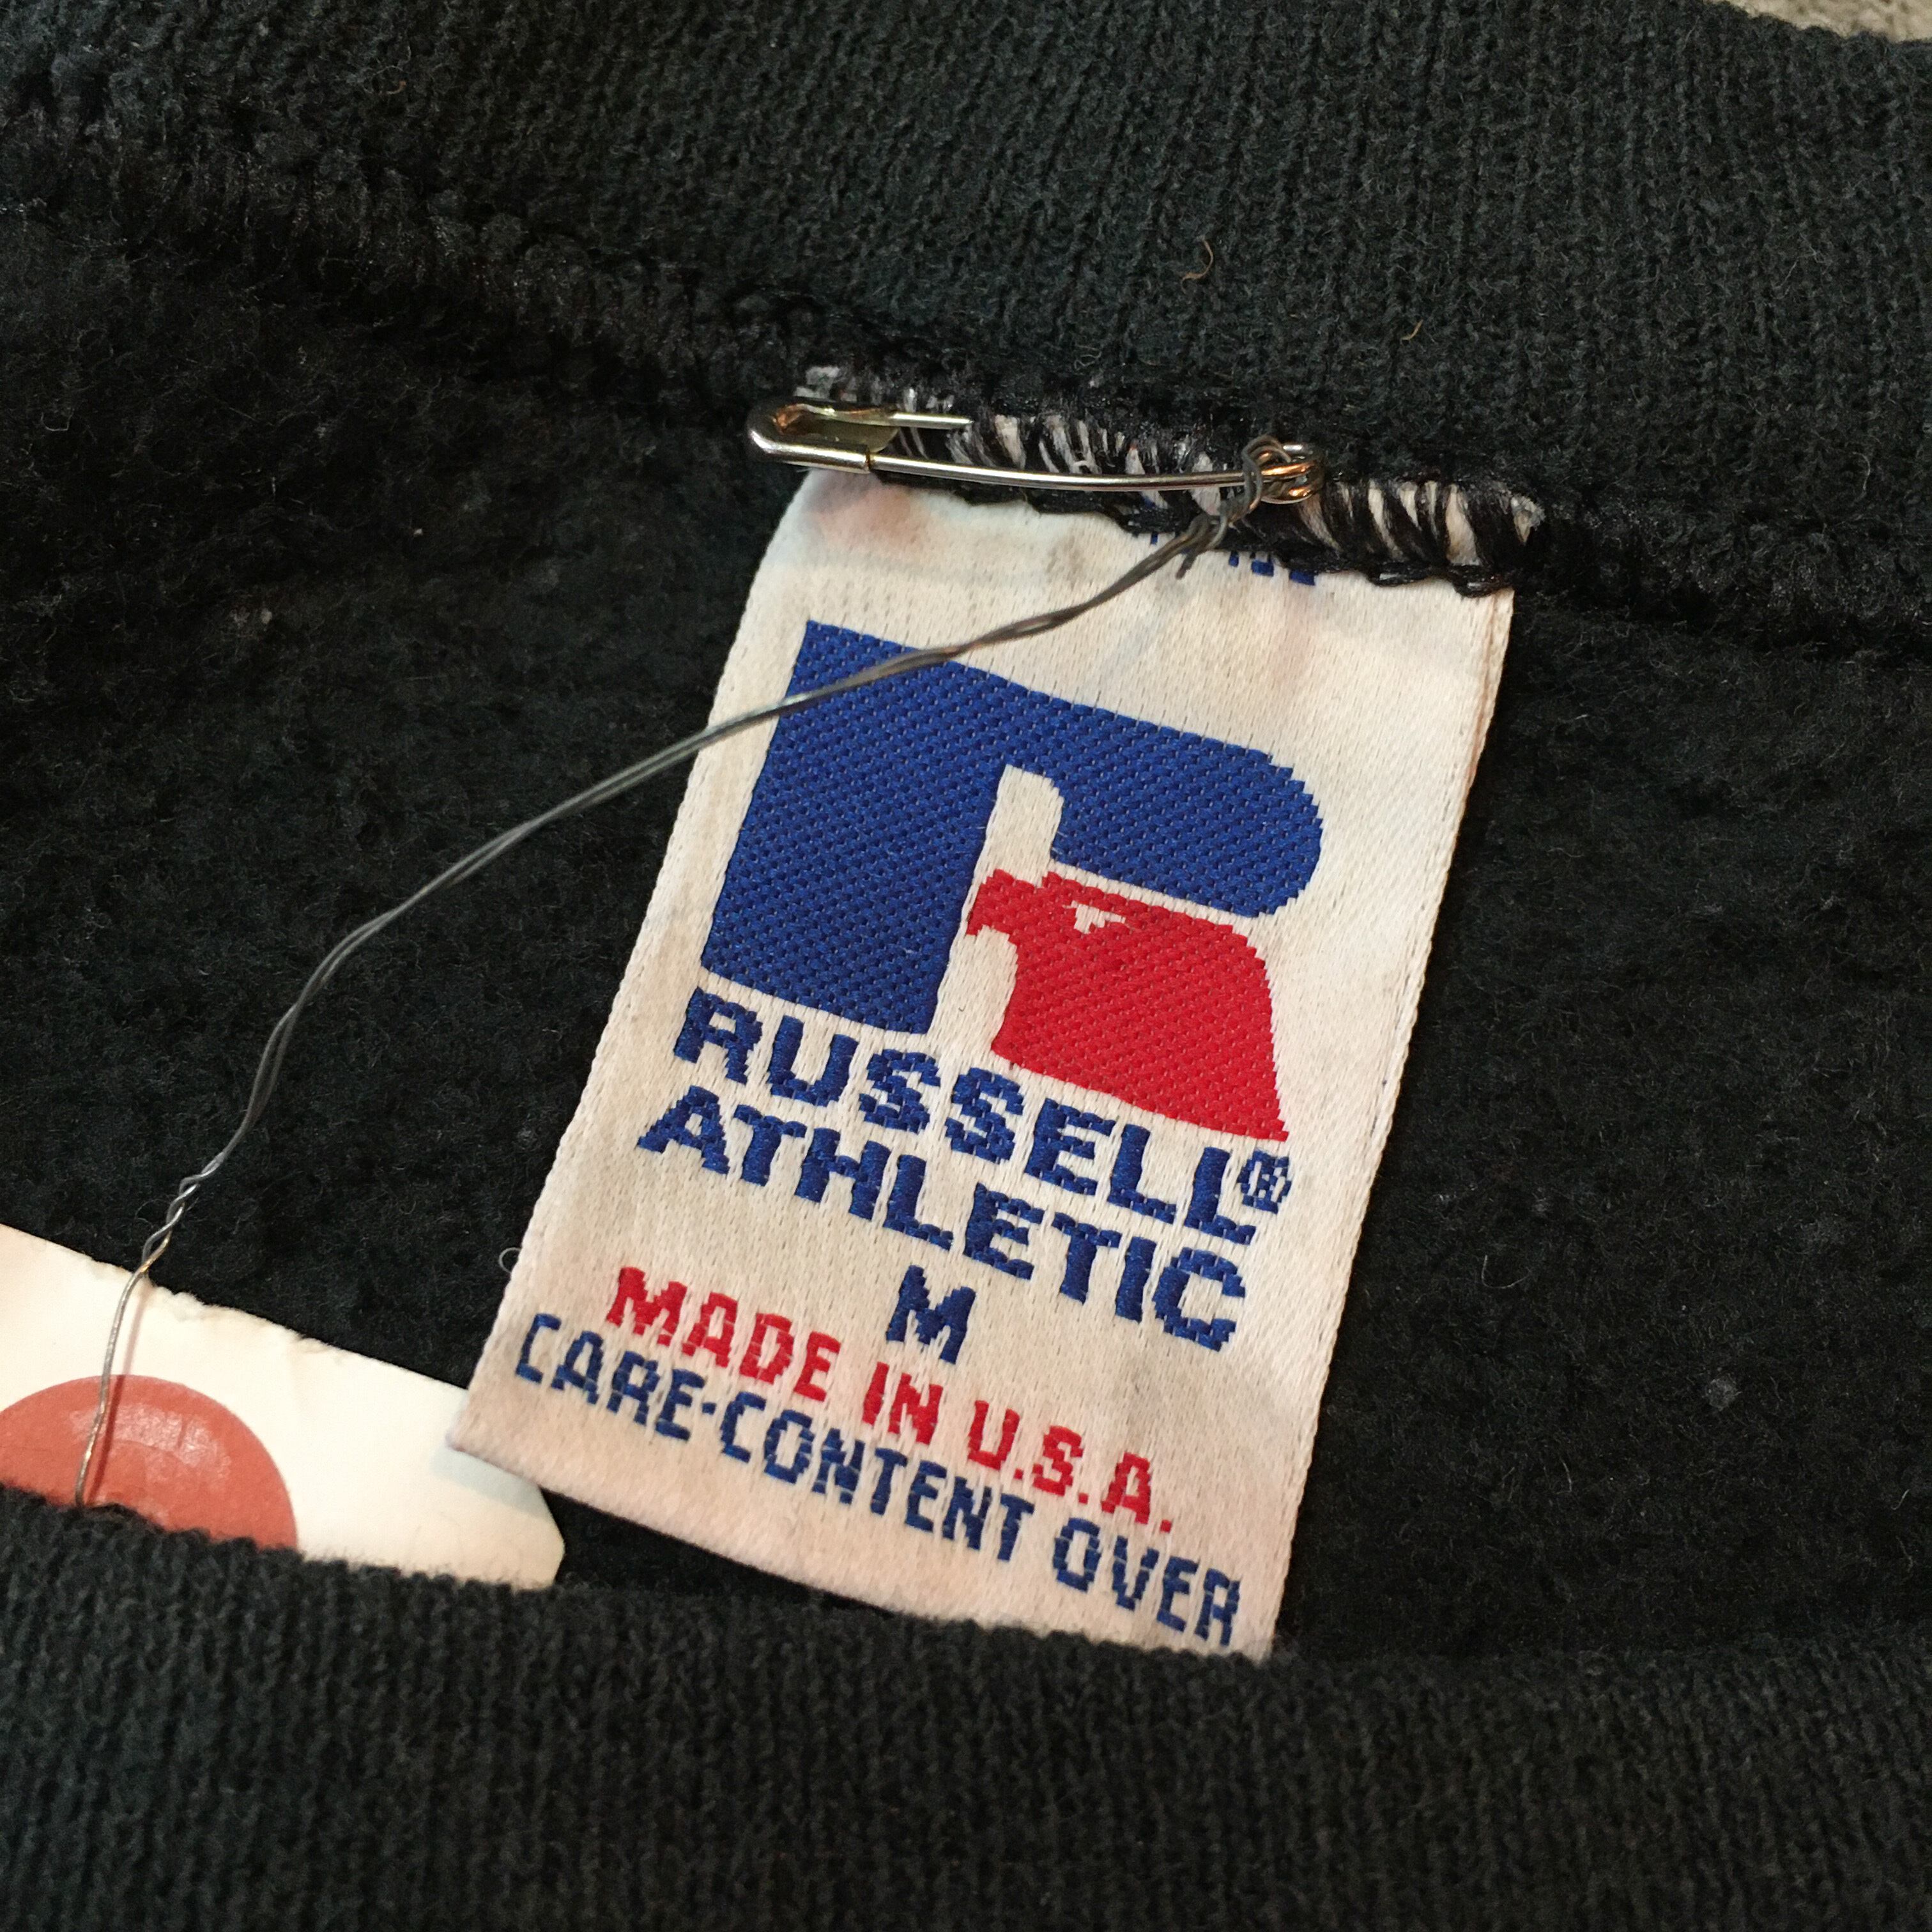 RUSSELL®
ATHLETIC
M
MADE IN U.S.A.
CARE-CONTENT OVER